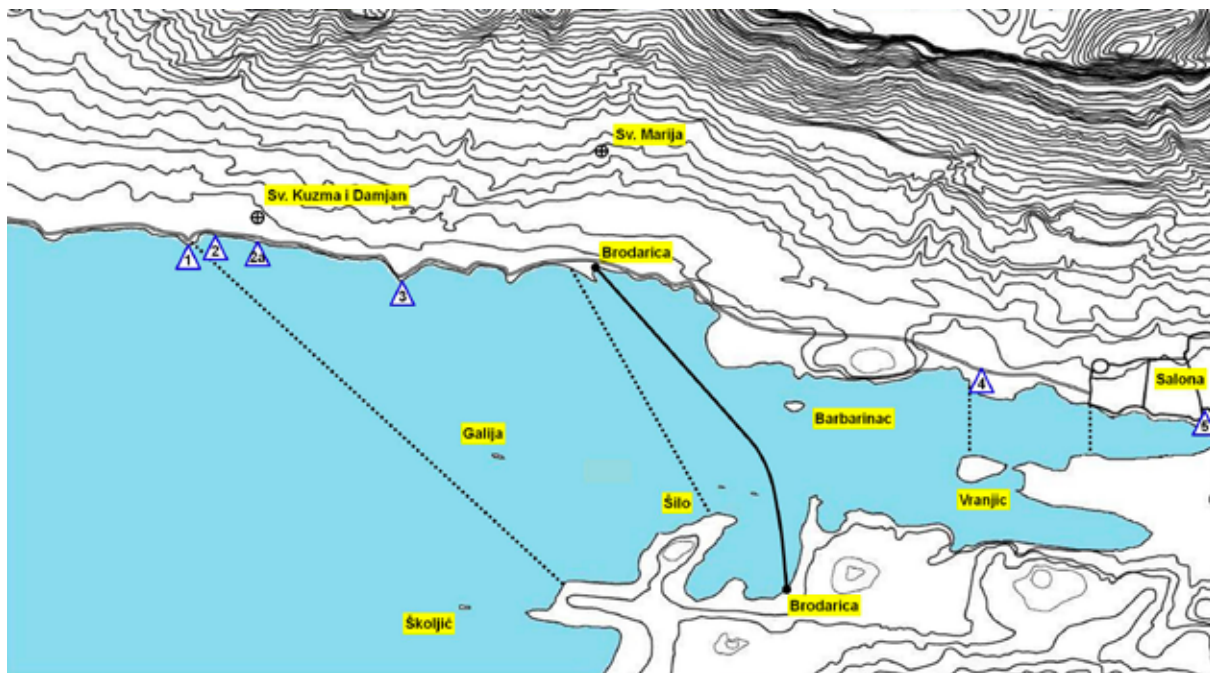 Sv. Marija
Sv. Kuzma i Damjan
1
2
2a
3
Brodarica
4
Salona
5
Barbarinac
Galija
Šilo
Vranjic
Brodarica
Školjić